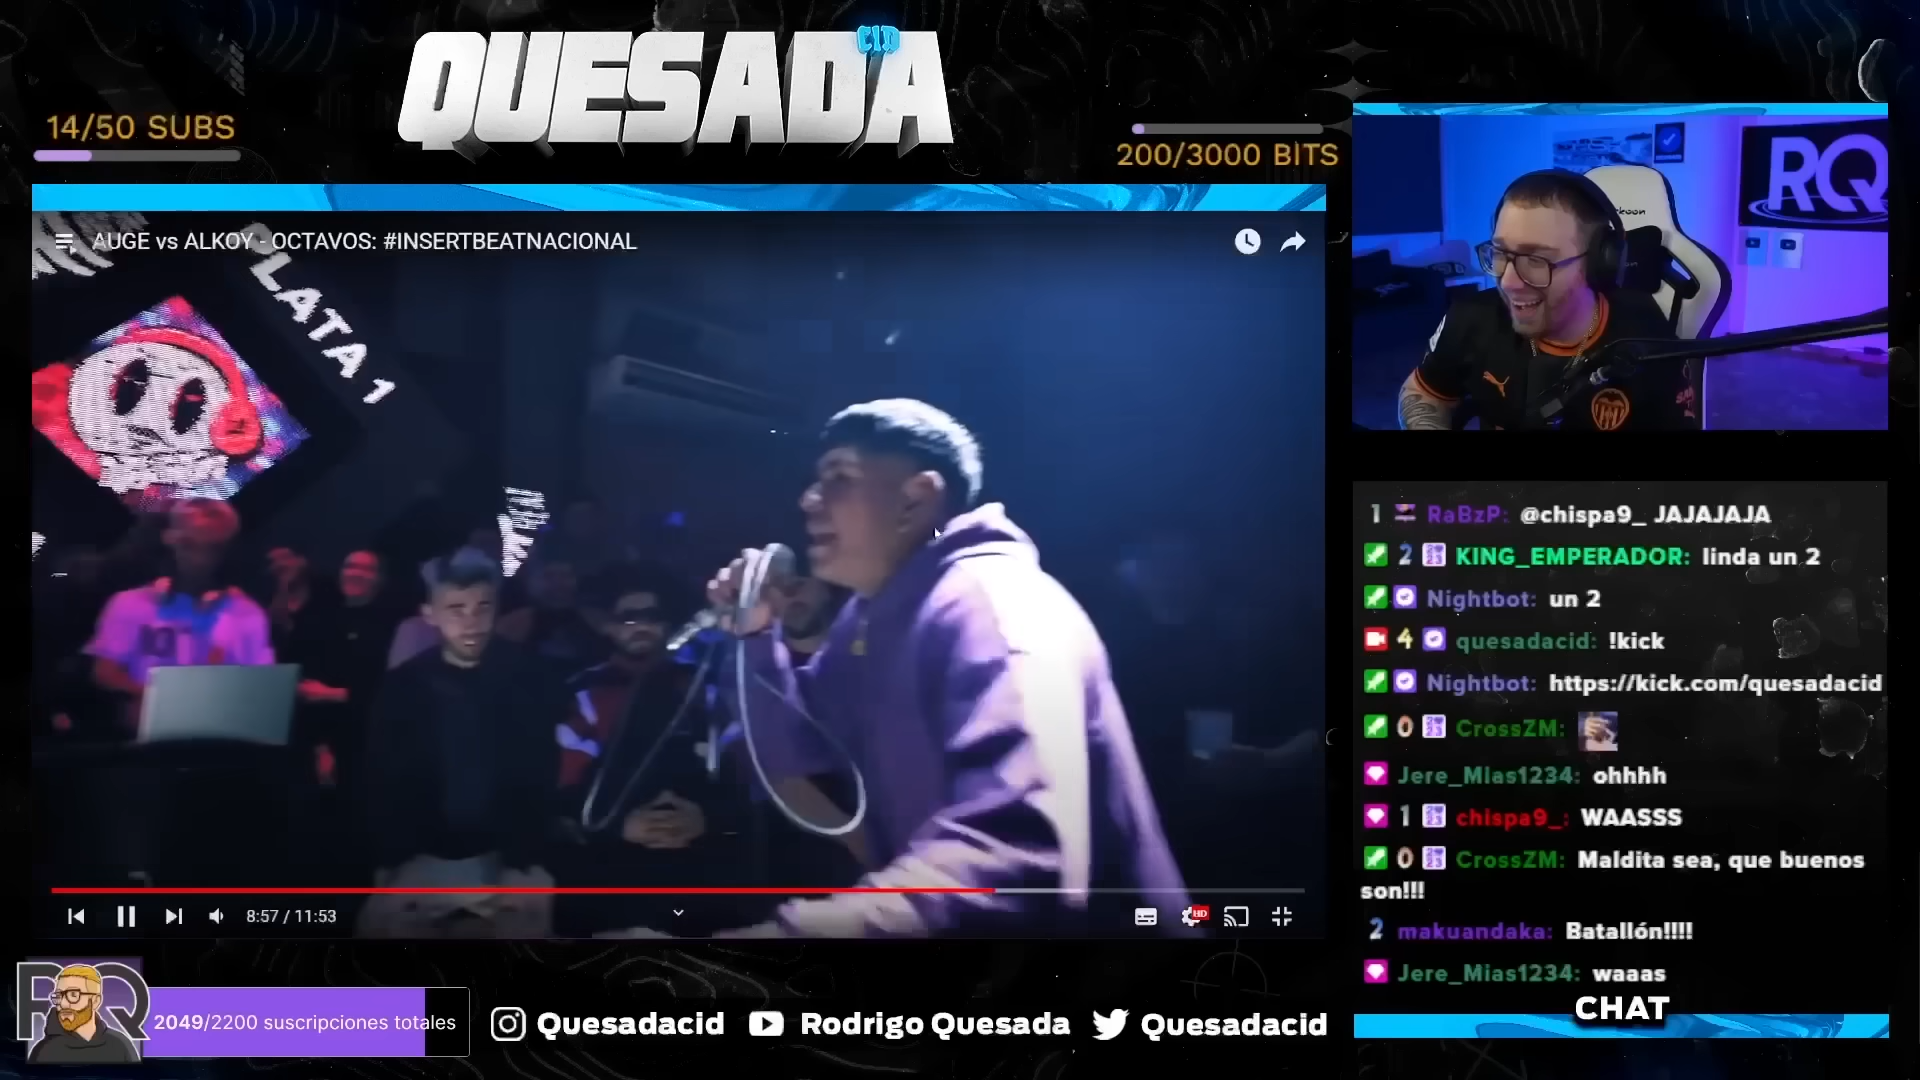 QUESADA
CID
14/50 SUBS
200/3000 BITS
AUGE vs ALKOY - OCTAVOS: #INSERTBEATNACIONAL
PLATA 1
RQ
1 RaBzP: @chispa9_ JAJAJAJA
2 KING_EMPERADOR: linda un 2
Nightbot: un 2
4 quesadacid: !kick
Nightbot: https://kick.com/quesadacid
0 CrossZM:
Jere_Mias1234: ohhhh
1 chispa9_: WAASSS
0 CrossZM: Maldita sea, que buenos
son!!!
2 makuandaka: Batallón!!!!
Jere_Mias1234: waaas
CHAT
8:57 / 11:53
HD
RQ
2049/2200 suscripciones totales
Quesadacid
Rodrigo Quesada
Quesadacid